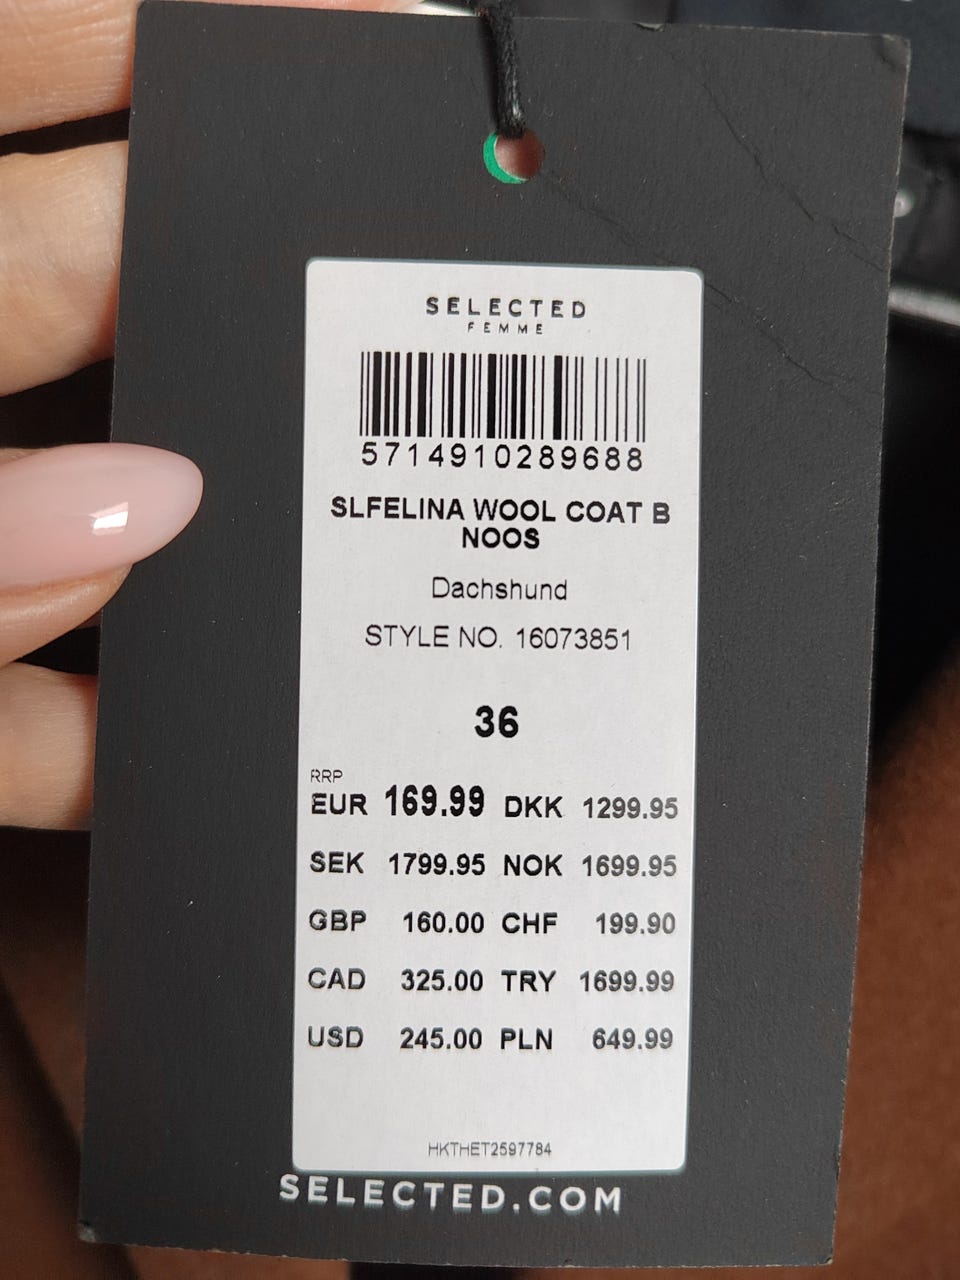 SELECTED
FEMME
5714910289688
SLFELINA WOOL COAT B
NOOS
Dachshund
STYLE NO. 16073851
36
RRP
EUR 169.99 DKK 1299.95
SEK 1799.95 NOK 1699.95
GBP 160.00 CHF 199.90
CAD 325.00 TRY 1699.99
USD 245.00 PLN 649.99
HKTHET2597784
SELECTED.COM